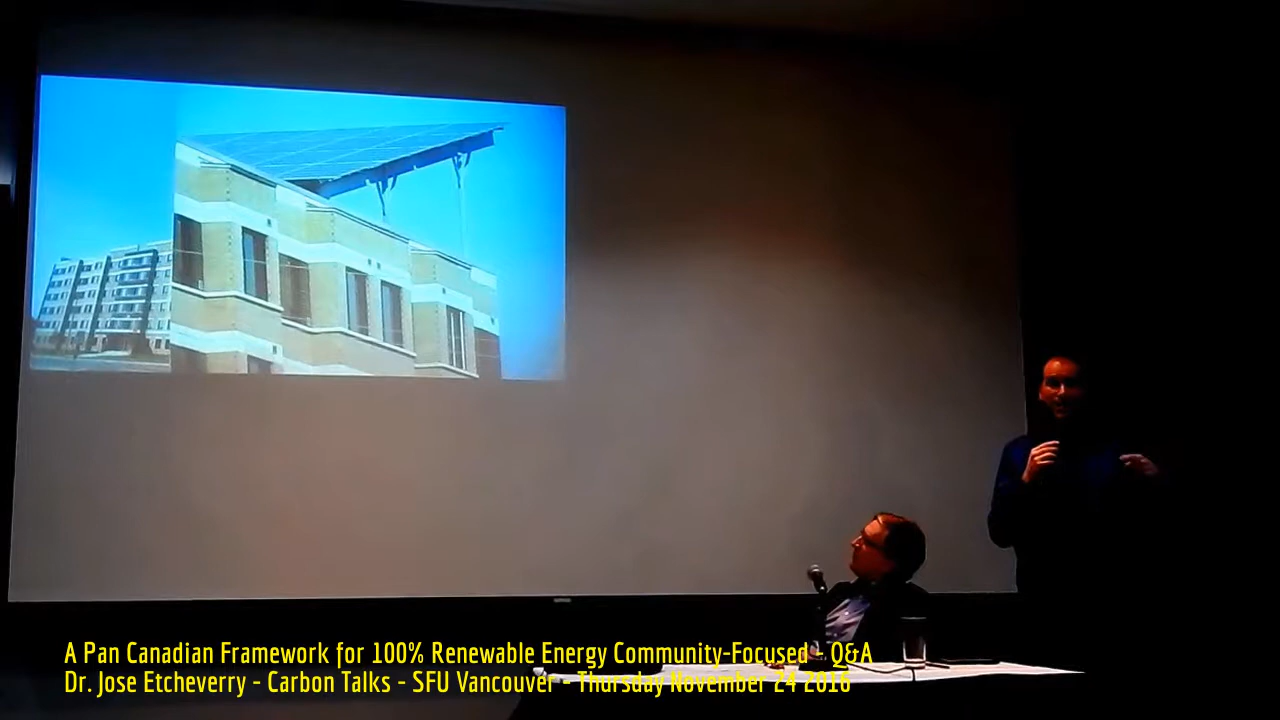 A Pan Canadian Framework for 100% Renewable Energy Community-Focused - Q&A
Dr. Jose Etcheverry - Carbon Talks - SFU Vancouver - Thursday November 24 2016